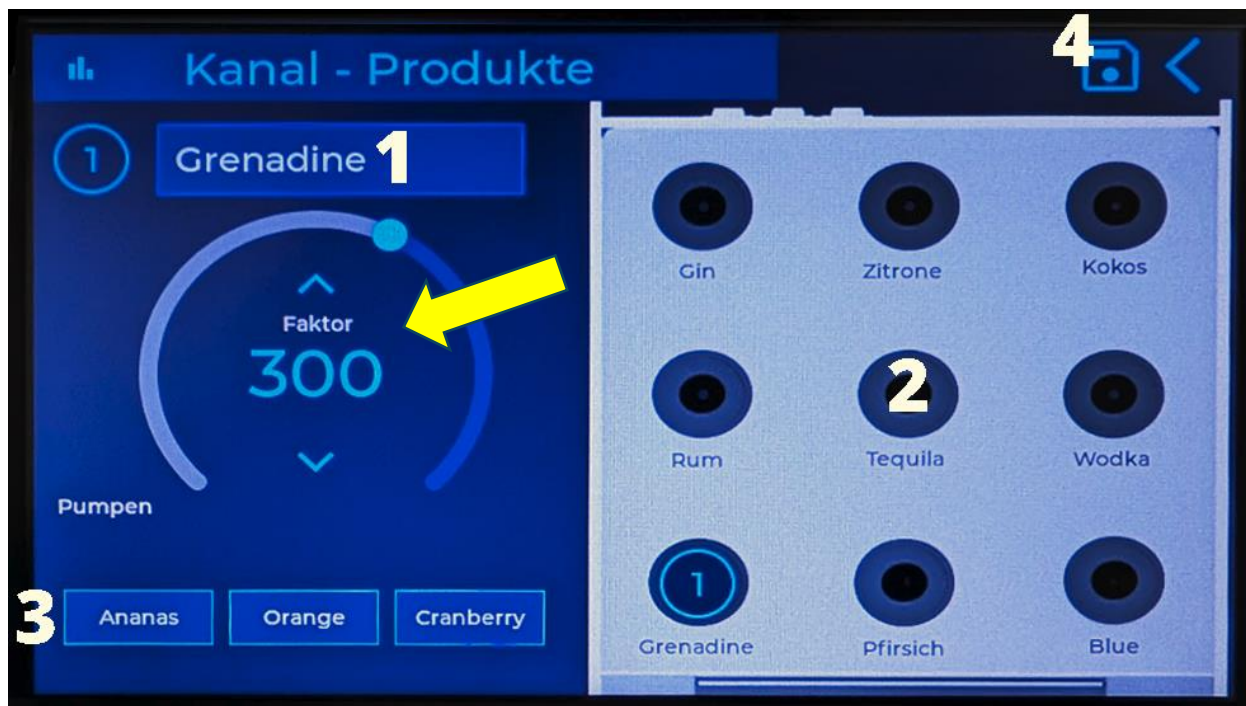 4
Kanal - Produkte
1
Grenadine
1
Gin
Zitrone
Kokos
Faktor
300
2
Rum
Tequila
Wodka
Pumpen
1
3
Ananas
Orange
Cranberry
Grenadine
Pfirsich
Blue